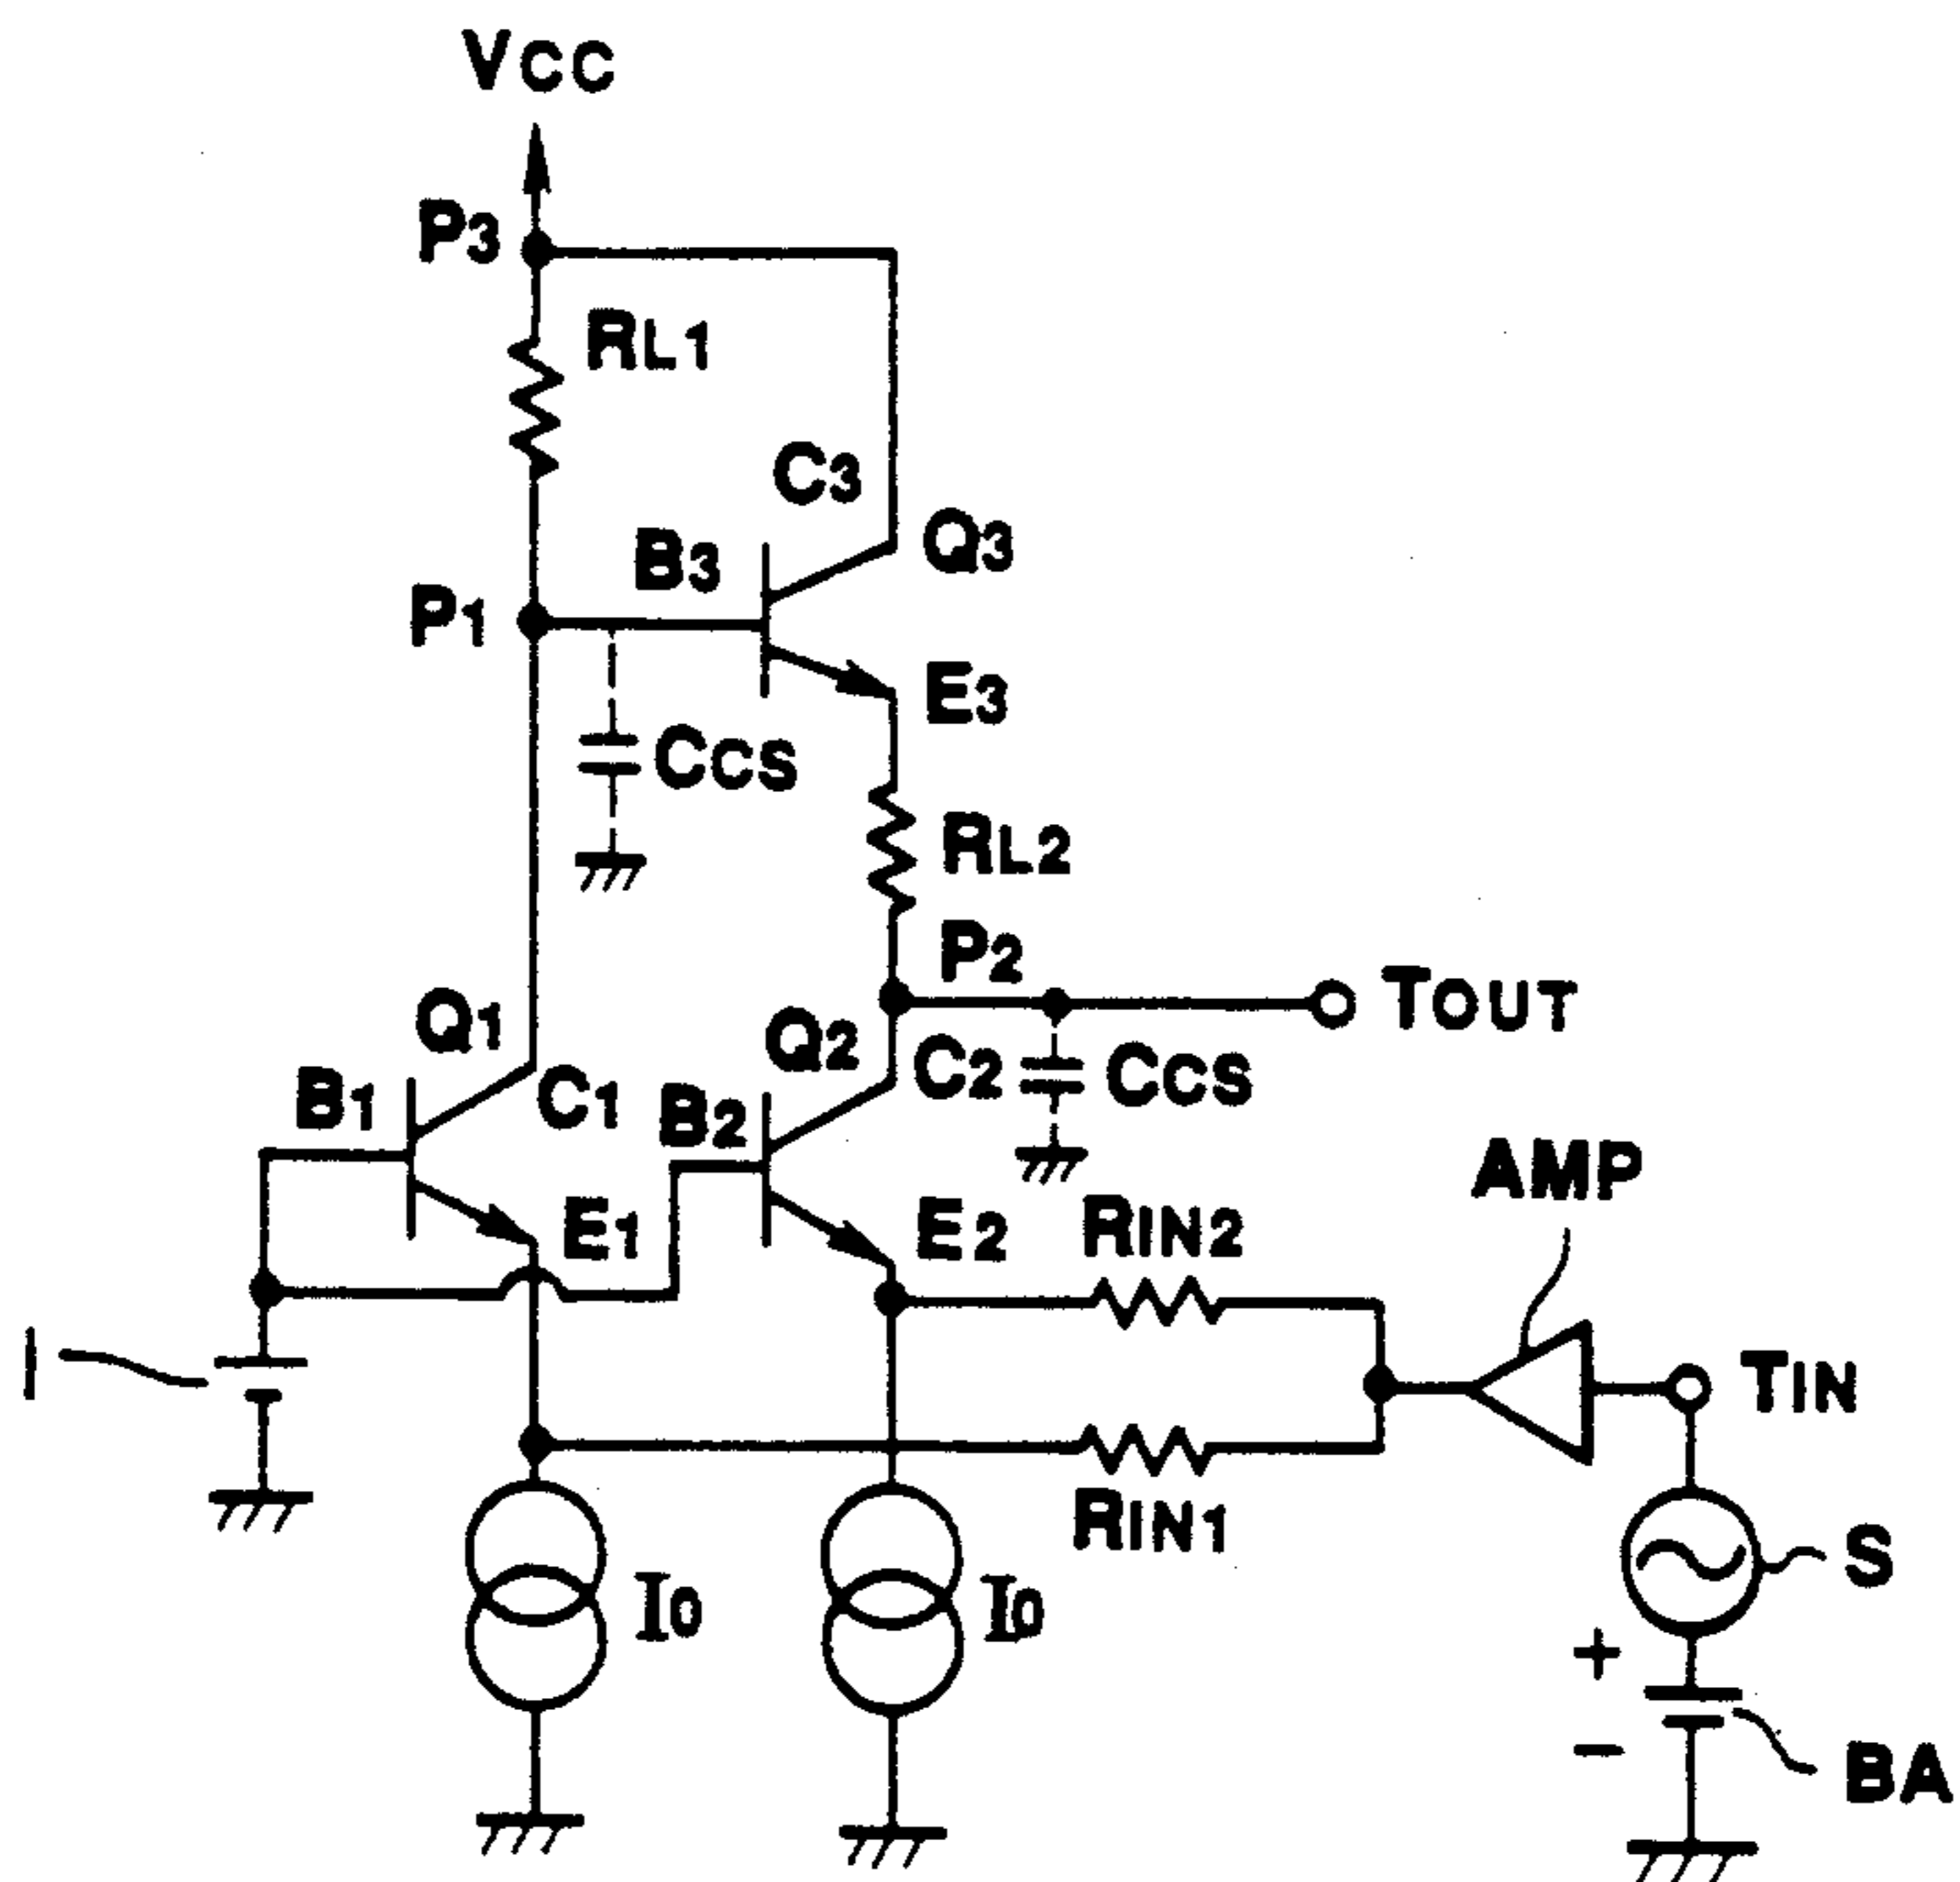 VCC
P3
RL1
C3
Q3
B3
P1
E3
CCS
RL2
P2
TOUT
Q1
Q2
C2
CCS
B1
C1
B2
AMP
E1
E2
RIN2
1
TIN
RIN1
S
I0
I0
+
−
BA